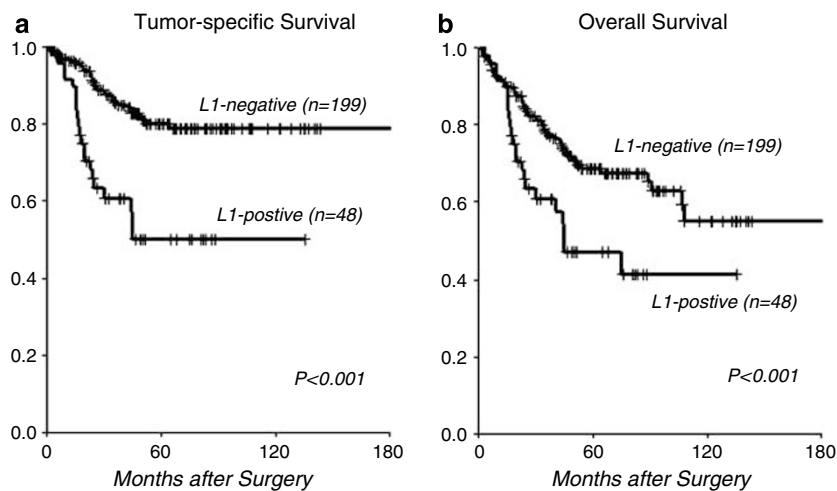 a Tumor-specific Survival
1.0
0.8
0.6
0.4
0.2
0.0
L1-negative (n=199)
L1-postive (n=48)
P<0.001
0 60 120 180
Months after Surgery
b Overall Survival
1.0
0.8
0.6
0.4
0.2
0.0
L1-negative (n=199)
L1-postive (n=48)
P<0.001
0 60 120 180
Months after Surgery